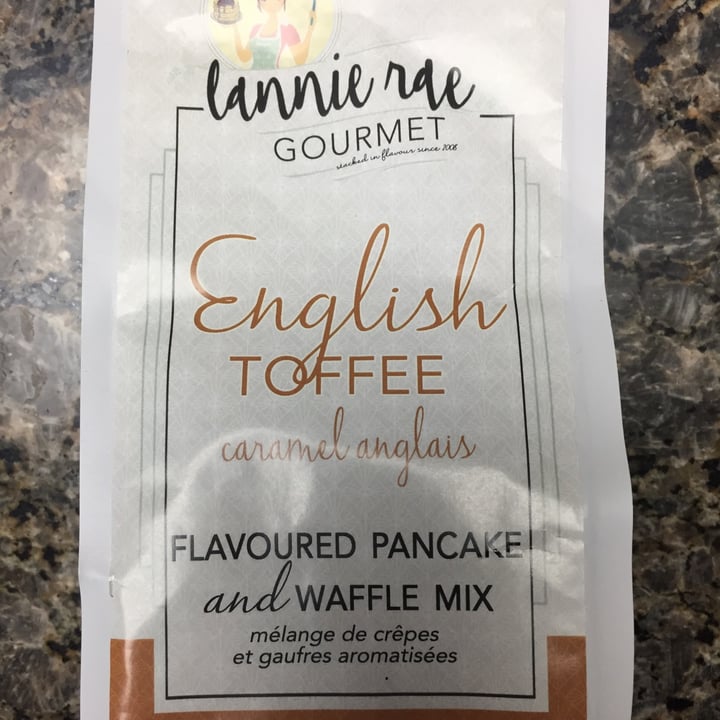 lannie rae
GOURMET
stacked in flavour since 2008
English
TOFFEE
caramel anglais
FLAVOURED PANCAKE
and WAFFLE MIX
mélange de crêpes
et gaufres aromatisées